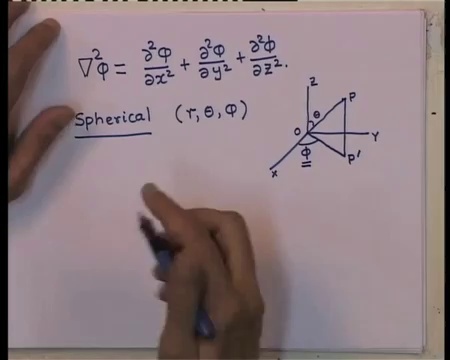 ∇²φ = ∂²φ/∂x² + ∂²φ/∂y² + ∂²φ/∂z².
Spherical (r, θ, φ)
Z
P
θ
O
Y
φ
X
P'